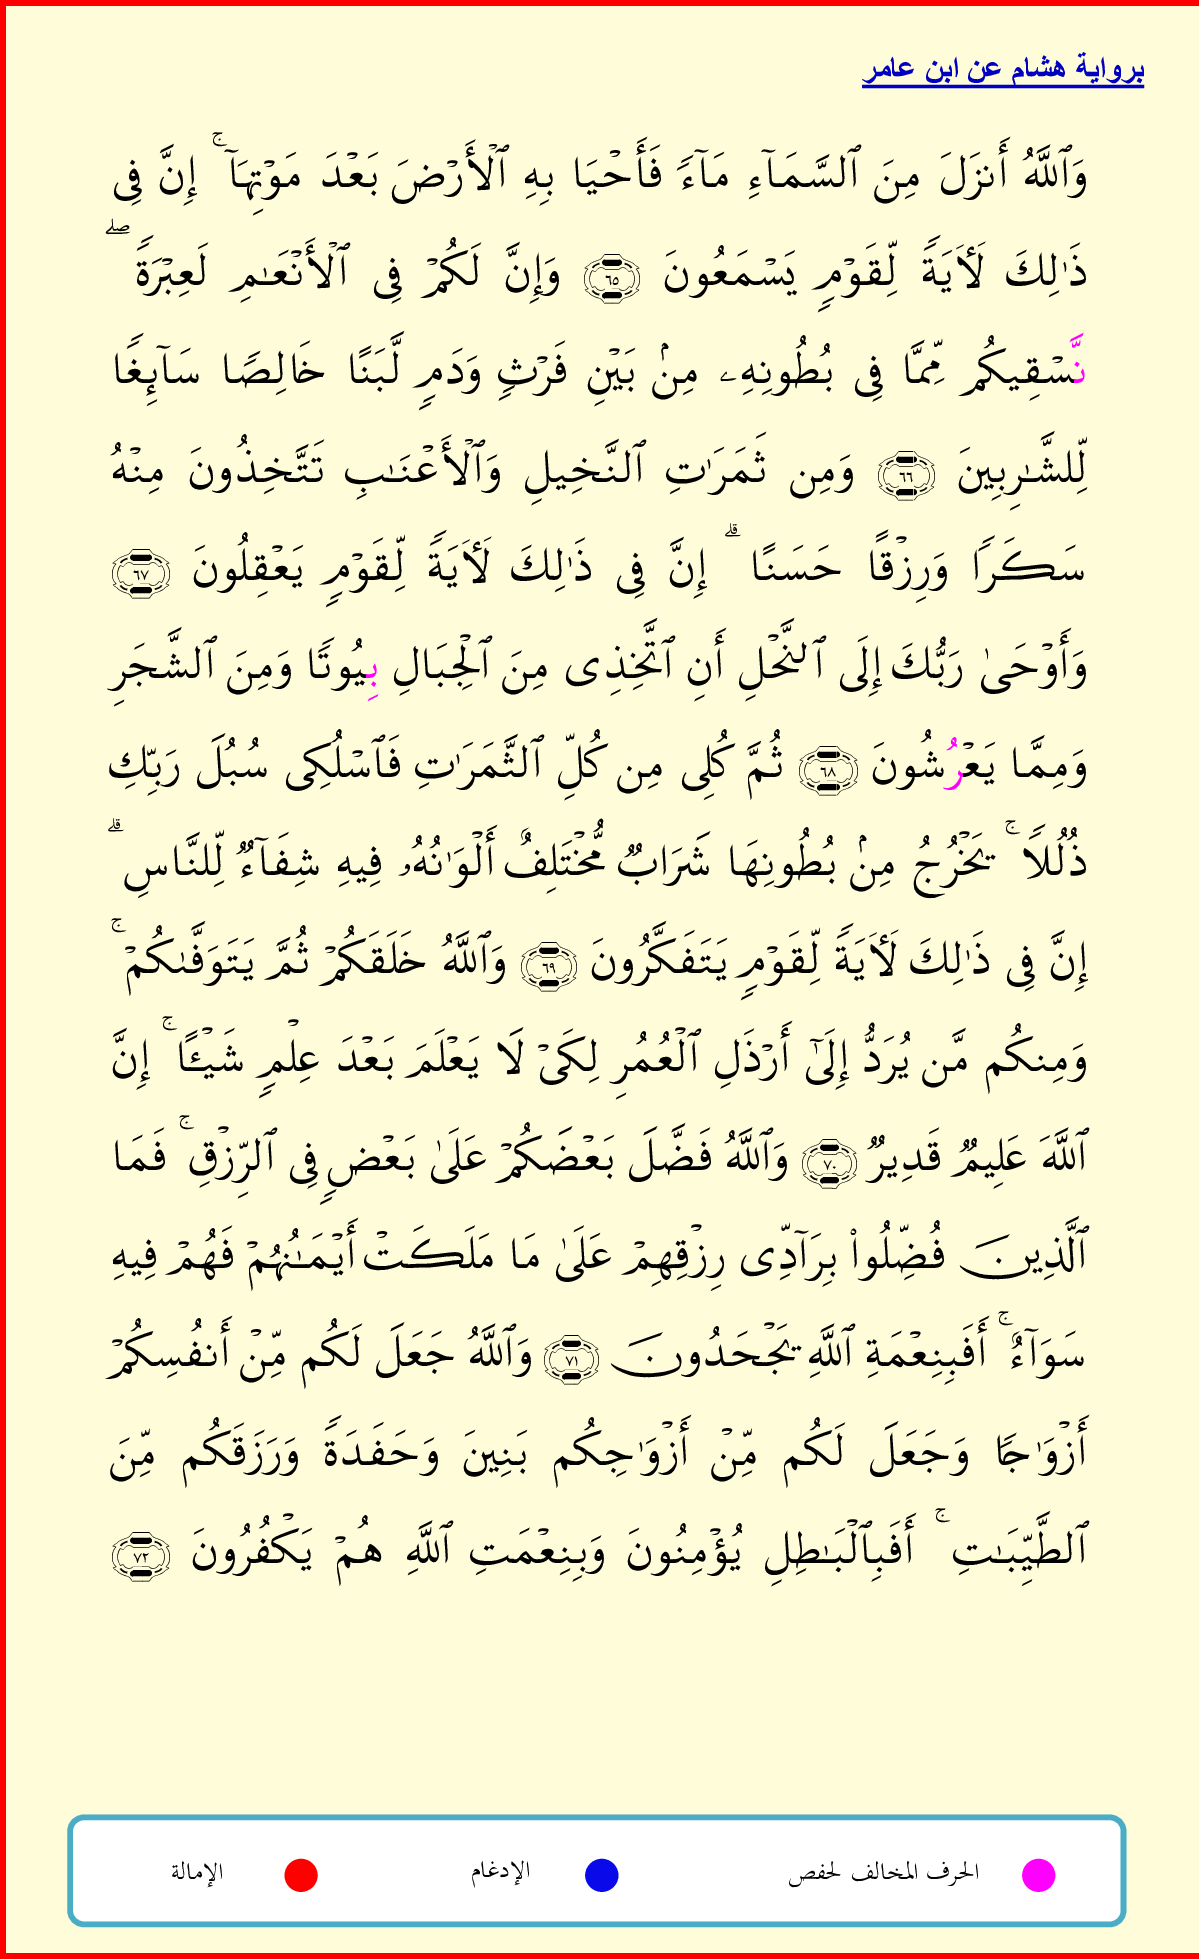 برواية هشام عن ابن عامر
وَٱللَّهُ أَنزَلَ مِنَ ٱلسَّمَآءِ مَآءً فَأَحْيَا بِهِ ٱلْأَرْضَ بَعْدَ مَوْتِهَآ ۚ إِنَّ فِى
ذَٰلِكَ لَـَٔايَةً لِّقَوْمٍ يَسْمَعُونَ ٦٥ وَإِنَّ لَكُمْ فِى ٱلْأَنْعَـٰمِ لَعِبْرَةً ۖ
نَّسْقِيكُم مِّمَّا فِى بُطُونِهِۦ مِنۢ بَيْنِ فَرْثٍ وَدَمٍ لَّبَنًا خَالِصًا سَآئِغًا
لِّلشَّـٰرِبِينَ ٦٦ وَمِن ثَمَرَٰتِ ٱلنَّخِيلِ وَٱلْأَعْنَـٰبِ تَتَّخِذُونَ مِنْهُ
سَكَرًا وَرِزْقًا حَسَنًا ۗ إِنَّ فِى ذَٰلِكَ لَـَٔايَةً لِّقَوْمٍ يَعْقِلُونَ ٦٧
وَأَوْحَىٰ رَبُّكَ إِلَى ٱلنَّحْلِ أَنِ ٱتَّخِذِى مِنَ ٱلْجِبَالِ بِيُوتًا وَمِنَ ٱلشَّجَرِ
وَمِمَّا يَعْرُشُونَ ٦٨ ثُمَّ كُلِى مِن كُلِّ ٱلثَّمَرَٰتِ فَٱسْلُكِى سُبُلَ رَبِّكِ
ذُلُلًا ۚ يَخْرُجُ مِنۢ بُطُونِهَا شَرَابٌ مُّخْتَلِفٌ أَلْوَٰنُهُۥ فِيهِ شِفَآءٌ لِّلنَّاسِ ۗ
إِنَّ فِى ذَٰلِكَ لَـَٔايَةً لِّقَوْمٍ يَتَفَكَّرُونَ ٦٩ وَٱللَّهُ خَلَقَكُمْ ثُمَّ يَتَوَفَّىٰكُمْ ۚ
وَمِنكُم مَّن يُرَدُّ إِلَىٰٓ أَرْذَلِ ٱلْعُمُرِ لِكَىْ لَا يَعْلَمَ بَعْدَ عِلْمٍ شَيْـًٔا ۚ إِنَّ
ٱللَّهَ عَلِيمٌ قَدِيرٌ ٧٠ وَٱللَّهُ فَضَّلَ بَعْضَكُمْ عَلَىٰ بَعْضٍ فِى ٱلرِّزْقِ ۚ فَمَا
ٱلَّذِينَ فُضِّلُوا۟ بِرَآدِّى رِزْقِهِمْ عَلَىٰ مَا مَلَكَتْ أَيْمَـٰنُهُمْ فَهُمْ فِيهِ
سَوَآءٌ ۚ أَفَبِنِعْمَةِ ٱللَّهِ يَجْحَدُونَ ٧١ وَٱللَّهُ جَعَلَ لَكُم مِّنْ أَنفُسِكُمْ
أَزْوَٰجًا وَجَعَلَ لَكُم مِّنْ أَزْوَٰجِكُم بَنِينَ وَحَفَدَةً وَرَزَقَكُم مِّنَ
ٱلطَّيِّبَـٰتِ ۚ أَفَبِٱلْبَـٰطِلِ يُؤْمِنُونَ وَبِنِعْمَتِ ٱللَّهِ هُمْ يَكْفُرُونَ ٧٢
الحرف المخالف لحفص الإدغام الإمالة